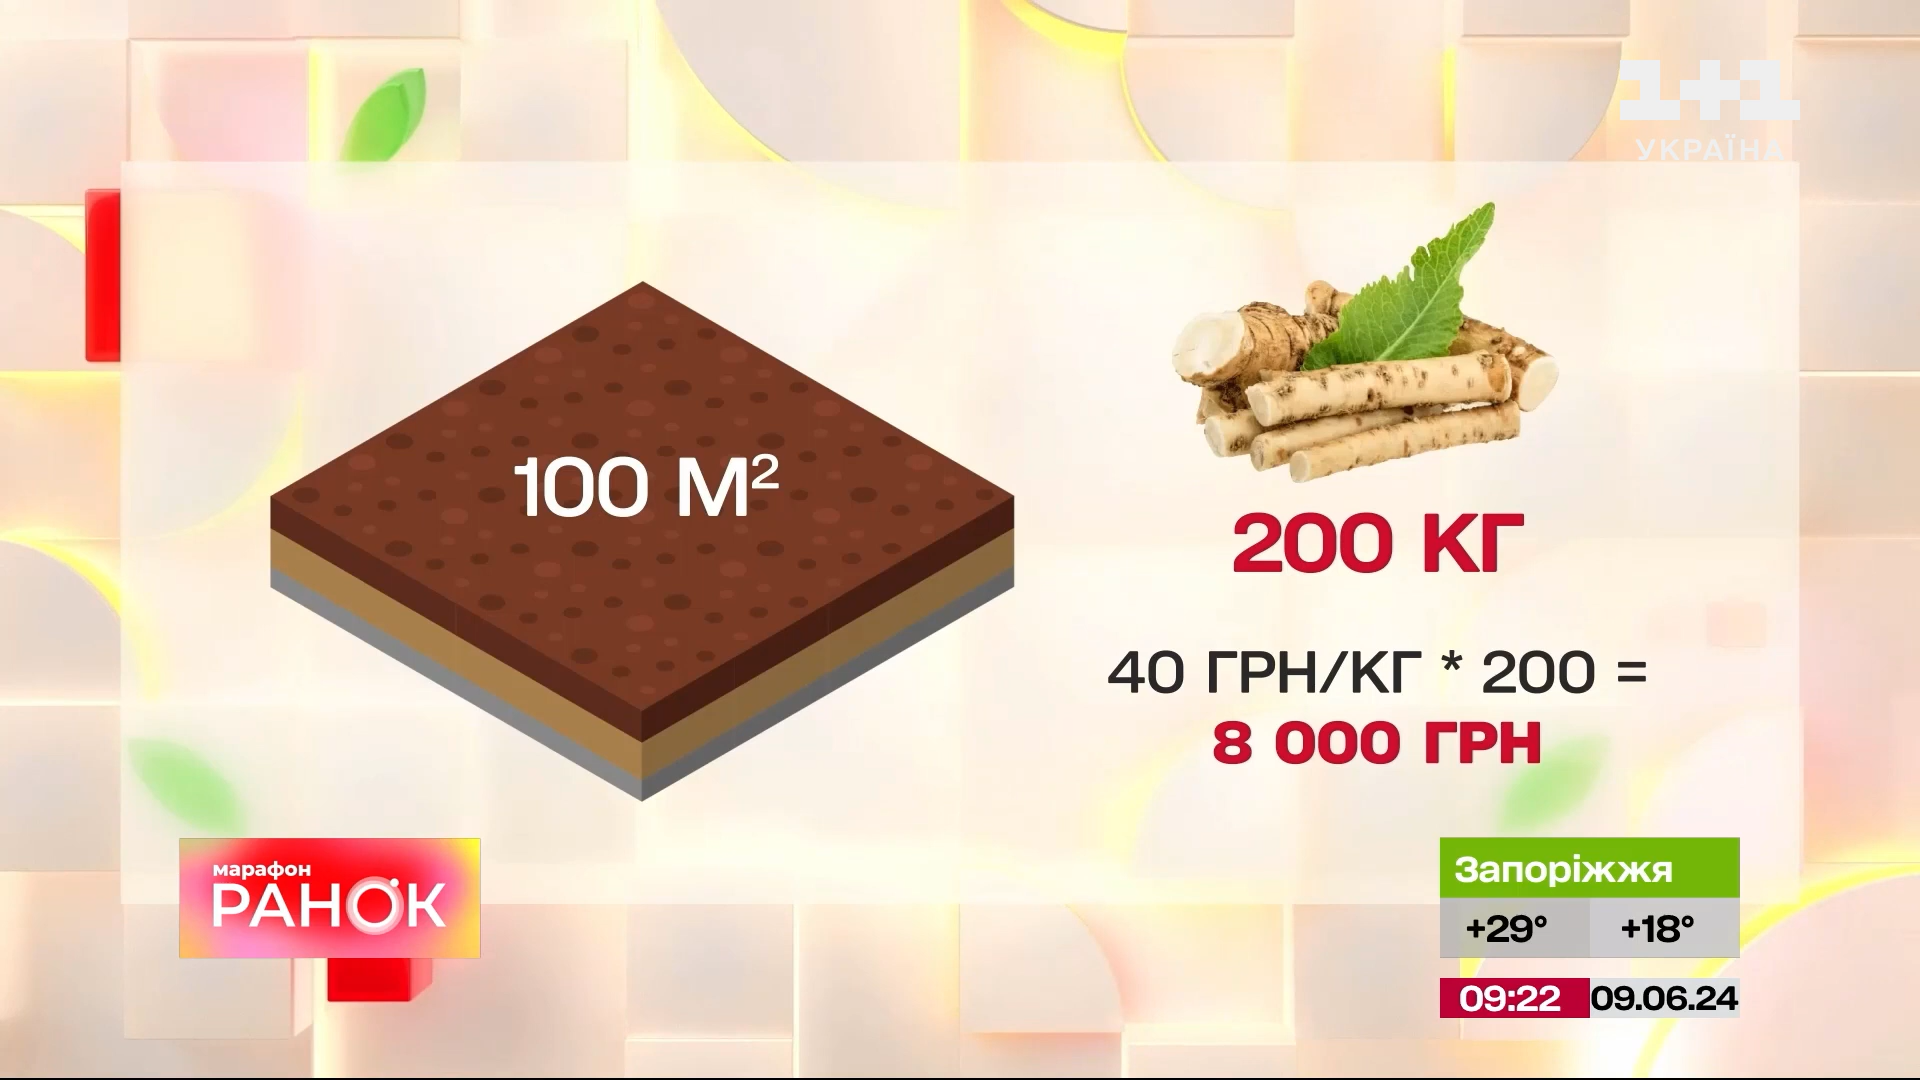 1+1
УКРАЇНА
100 М²
200 КГ
40 ГРН/КГ * 200 =
8 000 ГРН
марафон
РАНОК
Запоріжжя
+29° +18°
09:22 09.06.24